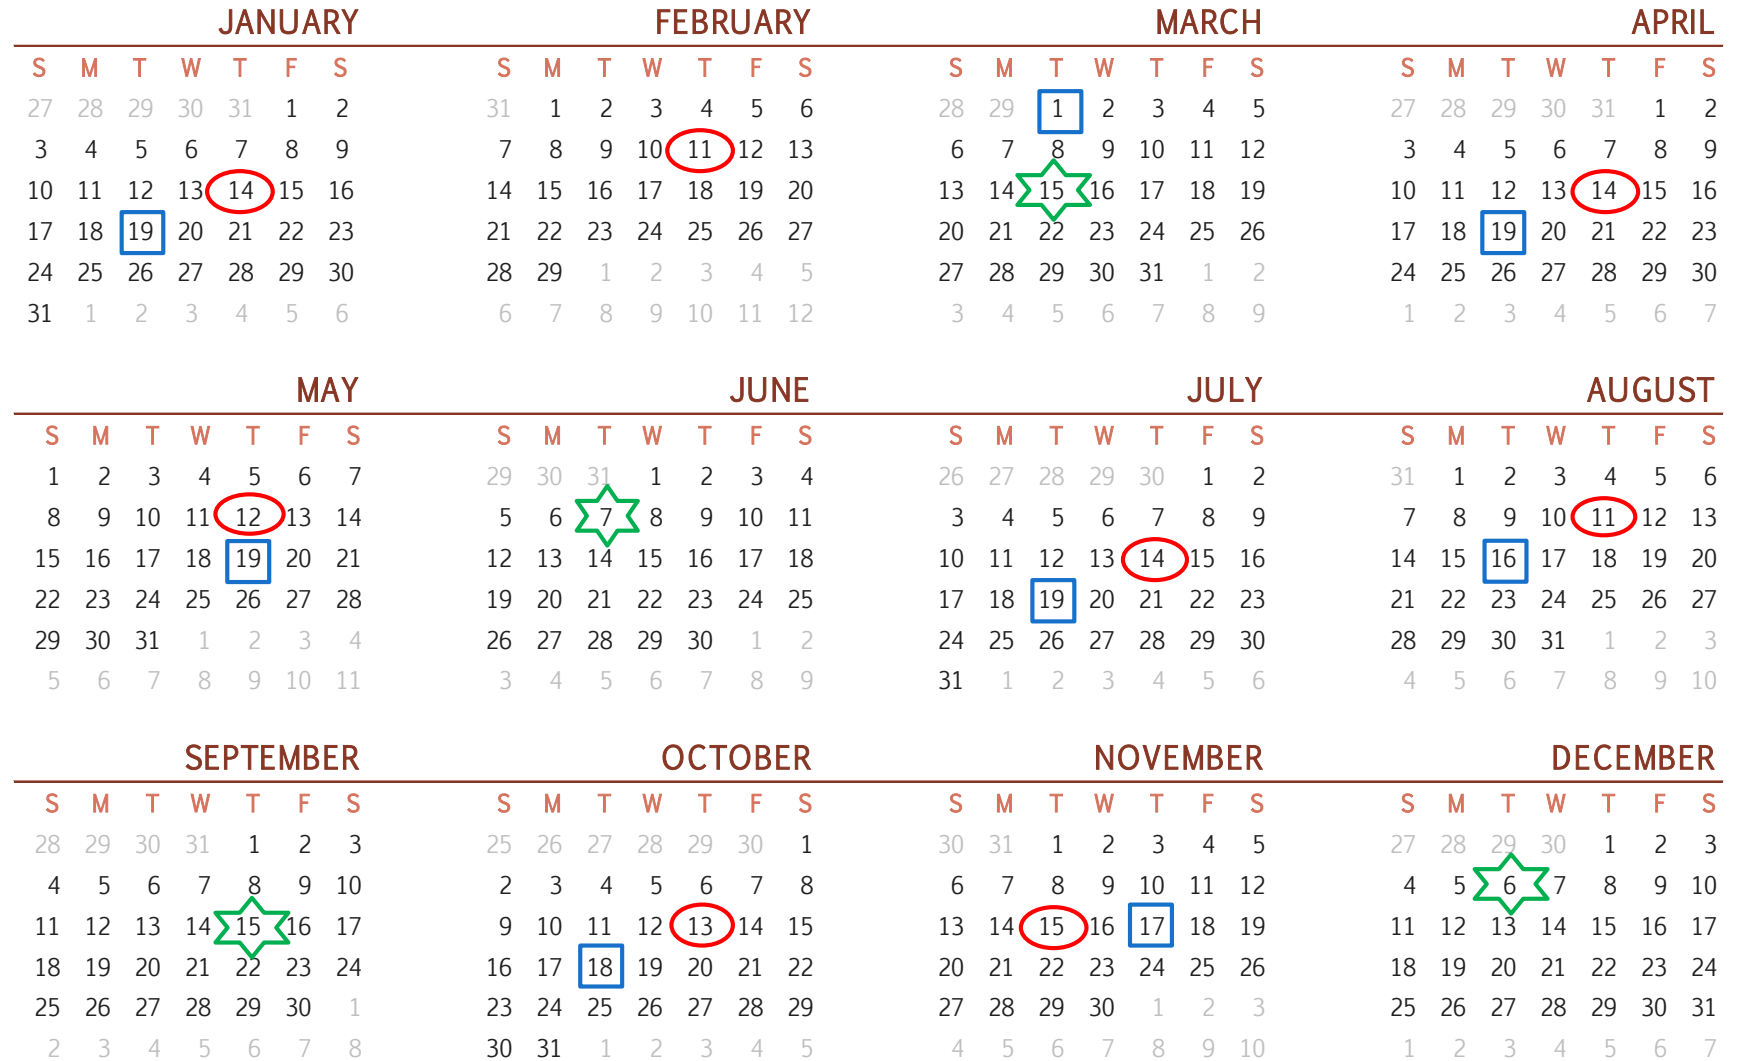 JANUARY FEBRUARY MARCH APRIL
S M T W T F S S M T W T F S S M T W T F S S M T W T F S
27 28 29 30 31 1 2 31 1 2 3 4 5 6 28 29 1 2 3 4 5 27 28 29 30 31 1 2
3 4 5 6 7 8 9 7 8 9 10 11 12 13 6 7 8 9 10 11 12 3 4 5 6 7 8 9
10 11 12 13 14 15 16 14 15 16 17 18 19 20 13 14 15 16 17 18 19 10 11 12 13 14 15 16
17 18 19 20 21 22 23 21 22 23 24 25 26 27 20 21 22 23 24 25 26 17 18 19 20 21 22 23
24 25 26 27 28 29 30 28 29 1 2 3 4 5 27 28 29 30 31 1 2 24 25 26 27 28 29 30
31 1 2 3 4 5 6 6 7 8 9 10 11 12 3 4 5 6 7 8 9 1 2 3 4 5 6 7
MAY JUNE JULY AUGUST
S M T W T F S S M T W T F S S M T W T F S S M T W T F S
1 2 3 4 5 6 7 29 30 31 1 2 3 4 26 27 28 29 30 1 2 31 1 2 3 4 5 6
8 9 10 11 12 13 14 5 6 7 8 9 10 11 3 4 5 6 7 8 9 7 8 9 10 11 12 13
15 16 17 18 19 20 21 12 13 14 15 16 17 18 10 11 12 13 14 15 16 14 15 16 17 18 19 20
22 23 24 25 26 27 28 19 20 21 22 23 24 25 17 18 19 20 21 22 23 21 22 23 24 25 26 27
29 30 31 1 2 3 4 26 27 28 29 30 1 2 24 25 26 27 28 29 30 28 29 30 31 1 2 3
5 6 7 8 9 10 11 3 4 5 6 7 8 9 31 1 2 3 4 5 6 4 5 6 7 8 9 10
SEPTEMBER OCTOBER NOVEMBER DECEMBER
S M T W T F S S M T W T F S S M T W T F S S M T W T F S
28 29 30 31 1 2 3 25 26 27 28 29 30 1 30 31 1 2 3 4 5 27 28 29 30 1 2 3
4 5 6 7 8 9 10 2 3 4 5 6 7 8 6 7 8 9 10 11 12 4 5 6 7 8 9 10
11 12 13 14 15 16 17 9 10 11 12 13 14 15 13 14 15 16 17 18 19 11 12 13 14 15 16 17
18 19 20 21 22 23 24 16 17 18 19 20 21 22 20 21 22 23 24 25 26 18 19 20 21 22 23 24
25 26 27 28 29 30 1 23 24 25 26 27 28 29 27 28 29 30 1 2 3 25 26 27 28 29 30 31
2 3 4 5 6 7 8 30 31 1 2 3 4 5 4 5 6 7 8 9 10 1 2 3 4 5 6 7